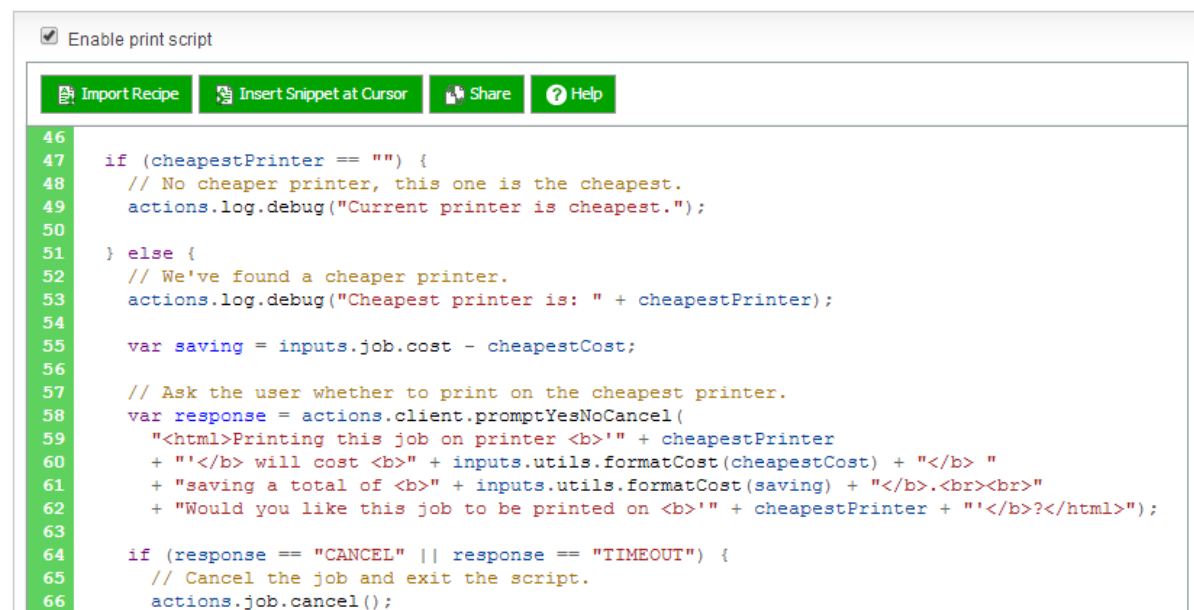 Enable print script
Import Recipe Insert Snippet at Cursor Share Help
46
47 if (cheapestPrinter == "") {
48 // No cheaper printer, this one is the cheapest.
49 actions.log.debug("Current printer is cheapest.");
50
51 } else {
52 // We've found a cheaper printer.
53 actions.log.debug("Cheapest printer is: " + cheapestPrinter);
54
55 var saving = inputs.job.cost - cheapestCost;
56
57 // Ask the user whether to print on the cheapest printer.
58 var response = actions.client.promptYesNoCancel(
59 "<html>Printing this job on printer <b>'" + cheapestPrinter
60 + "'</b> will cost <b>" + inputs.utils.formatCost(cheapestCost) + "</b> "
61 + "saving a total of <b>" + inputs.utils.formatCost(saving) + "</b>.<br><br>"
62 + "Would you like this job to be printed on <b>'" + cheapestPrinter + "'</b>?</html>");
63
64 if (response == "CANCEL" || response == "TIMEOUT") {
65 // Cancel the job and exit the script.
66 actions.job.cancel();